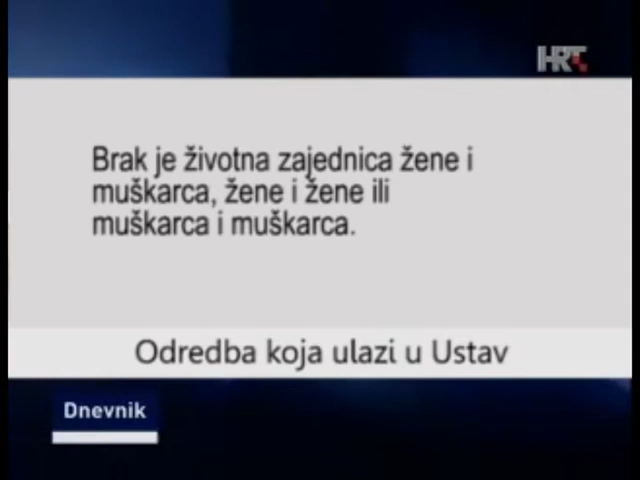 HRT
Brak je životna zajednica žene i
muškarca, žene i žene ili
muškarca i muškarca.
Odredba koja ulazi u Ustav
Dnevnik